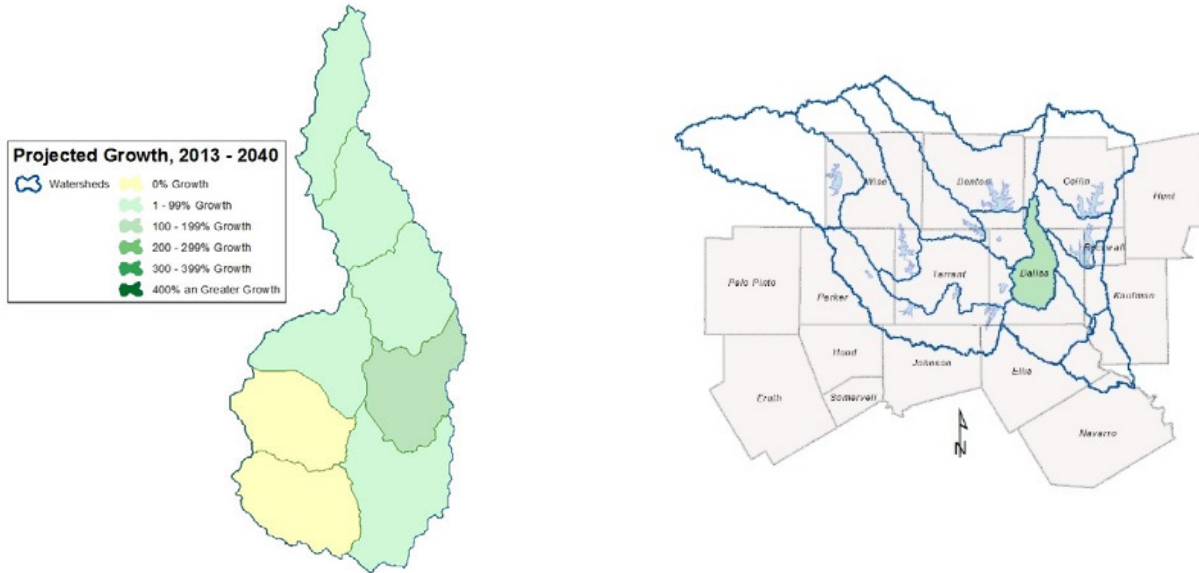 Projected Growth, 2013 - 2040
Watersheds
0% Growth
1 - 99% Growth
100 - 199% Growth
200 - 299% Growth
300 - 399% Growth
400% an Greater Growth
Wise
Denton
Collin
Hunt
Palo Pinto
Parker
Tarrant
Dallas
Rockwall
Kaufman
Hood
Johnson
Ellis
Erath
Somervell
Navarro
N